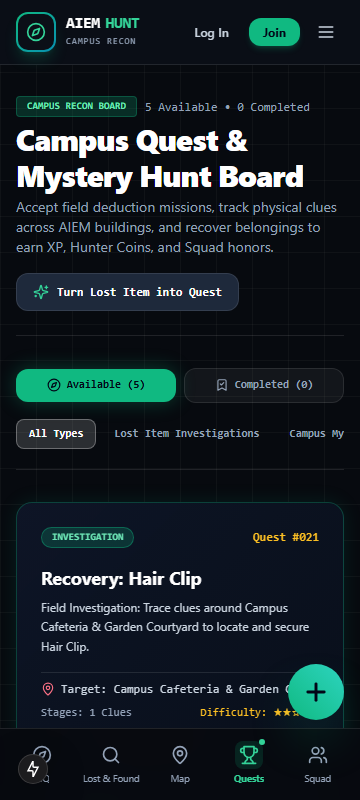 AIEM HUNT
CAMPUS RECON
Log In
Join
CAMPUS RECON BOARD
5 Available • 0 Completed
Campus Quest &
Mystery Hunt Board
Accept field deduction missions, track physical clues
across AIEM buildings, and recover belongings to
earn XP, Hunter Coins, and Squad honors.
Turn Lost Item into Quest
Available (5)
Completed (0)
All Types
Lost Item Investigations
Campus My
INVESTIGATION
Quest #021
Recovery: Hair Clip
Field Investigation: Trace clues around Campus
Cafeteria & Garden Courtyard to locate and secure
Hair Clip.
Target: Campus Cafeteria & Garden
Stages: 1 Clues
Difficulty: ★★
Lost & Found
Map
Quests
Squad